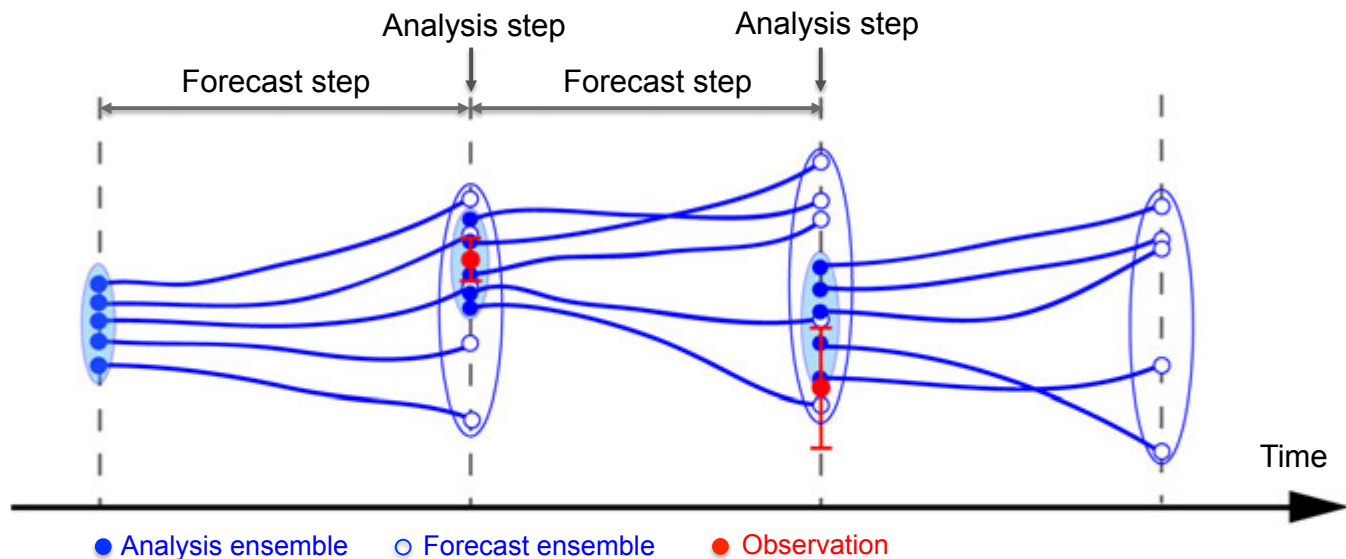 Analysis step
Analysis step
Forecast step
Forecast step
Time
Analysis ensemble
Forecast ensemble
Observation